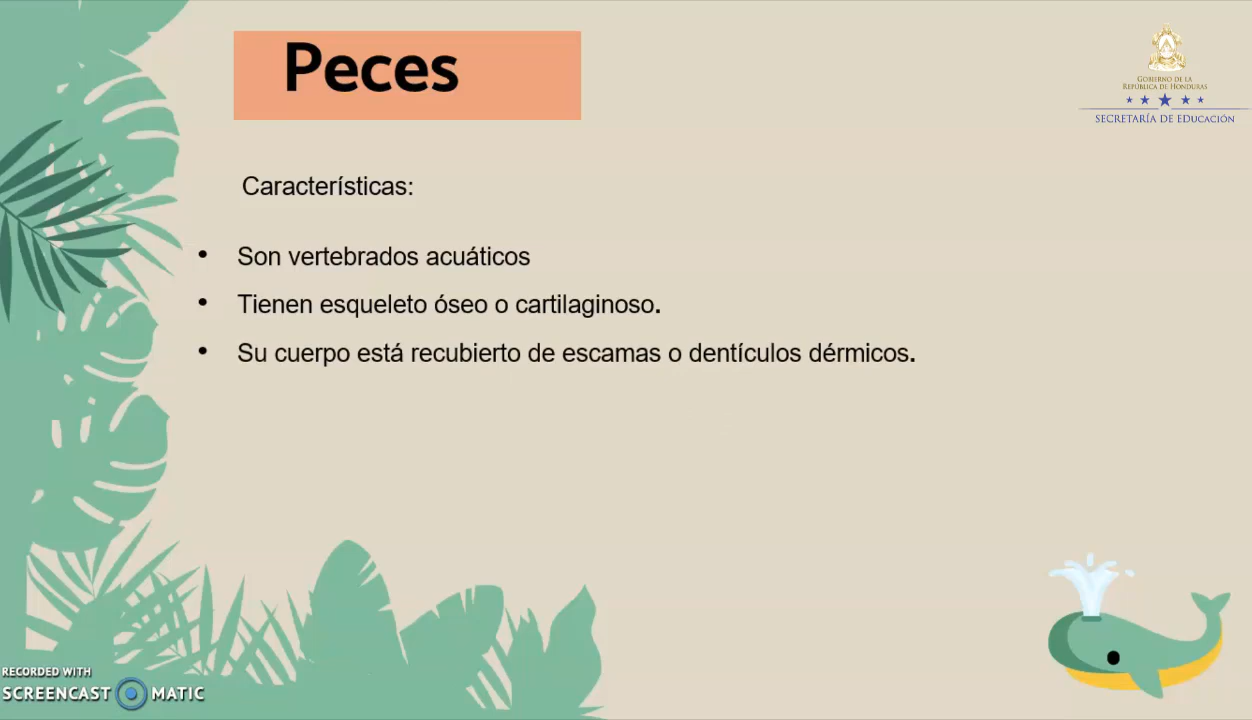 Peces
GOBIERNO DE LA
REPÚBLICA DE HONDURAS
SECRETARÍA DE EDUCACIÓN
Características:
• Son vertebrados acuáticos
• Tienen esqueleto óseo o cartilaginoso.
• Su cuerpo está recubierto de escamas o dentículos dérmicos.
RECORDED WITH
SCREENCAST MATIC